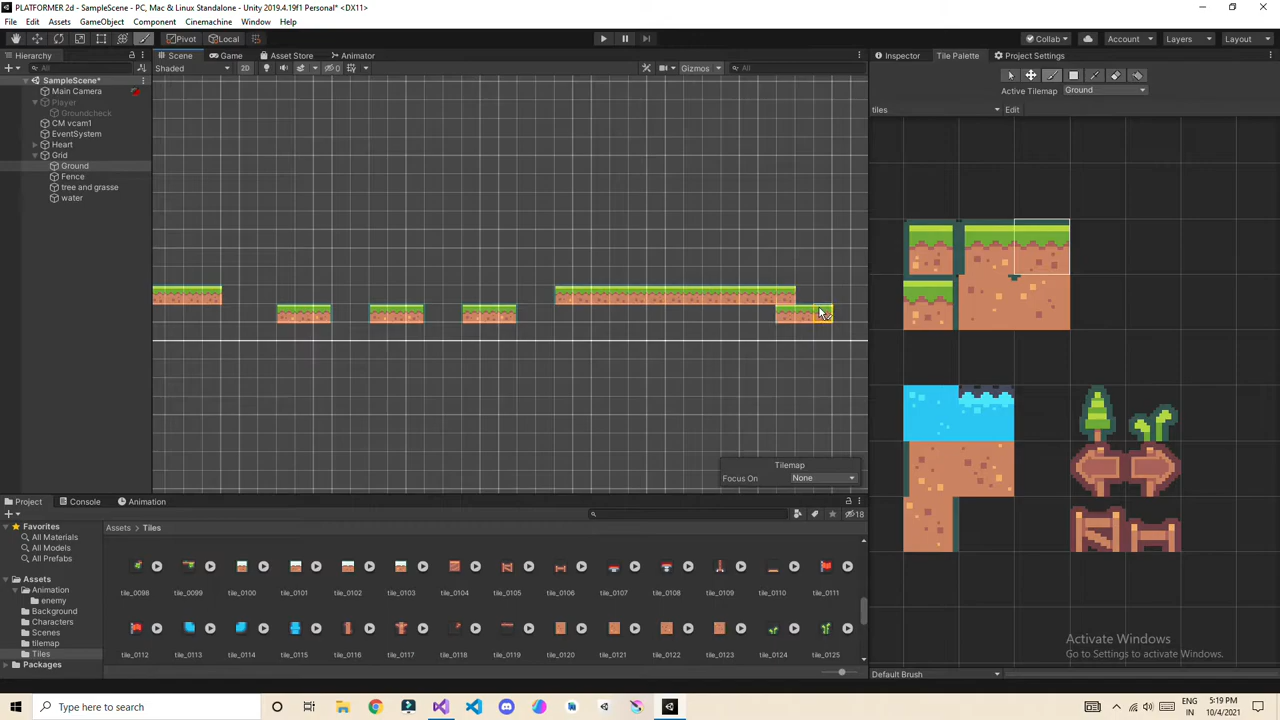 PLATFORMER 2d - SampleScene - PC, Mac & Linux Standalone - Unity 2019.4.19f1 Personal* <DX11>
File Edit Assets GameObject Component Cinemachine Window Help
Pivot Local Collab Account Layers Layout
Hierarchy Scene Game Asset Store Animator Inspector Tile Palette Project Settings
All Shaded 2D 0 Gizmos All
SampleScene*
Main Camera
Player
Groundcheck
CM vcam1
EventSystem
Heart
Grid
Ground
Fence
tree and grasse
water
Active Tilemap Ground
tiles Edit
Tilemap
Focus On None
Project Console Animation
18
Favorites
All Materials
All Models
All Prefabs
Assets
Animation
enemy
Background
Characters
Scenes
tilemap
Tiles
Packages
Assets > Tiles
tile_0098 tile_0099 tile_0100 tile_0101 tile_0102 tile_0103 tile_0104 tile_0105 tile_0106 tile_0107 tile_0108 tile_0109 tile_0110 tile_0111
tile_0112 tile_0113 tile_0114 tile_0115 tile_0116 tile_0117 tile_0118 tile_0119 tile_0120 tile_0121 tile_0122 tile_0123 tile_0124 tile_0125
Default Brush
Activate Windows
Go to Settings to activate Windows.
Type here to search
ENG
IN
5:19 PM
10/4/2021